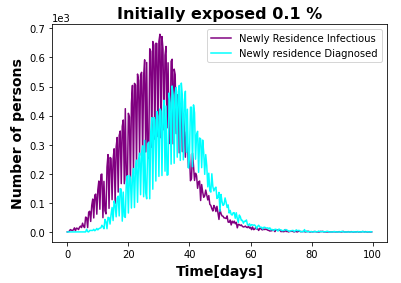 Initially exposed 0.1 %
1e3
Newly Residence Infectious
Newly residence Diagnosed
0.7
0.6
0.5
0.4
0.3
0.2
0.1
0.0
Number of persons
0 20 40 60 80 100
Time[days]